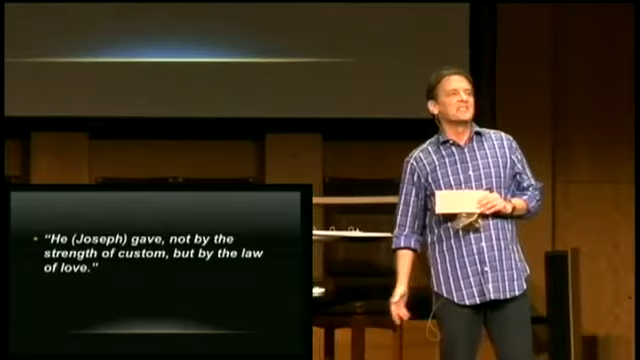 “He (Joseph) gave, not by the
strength of custom, but by the law
of love.”